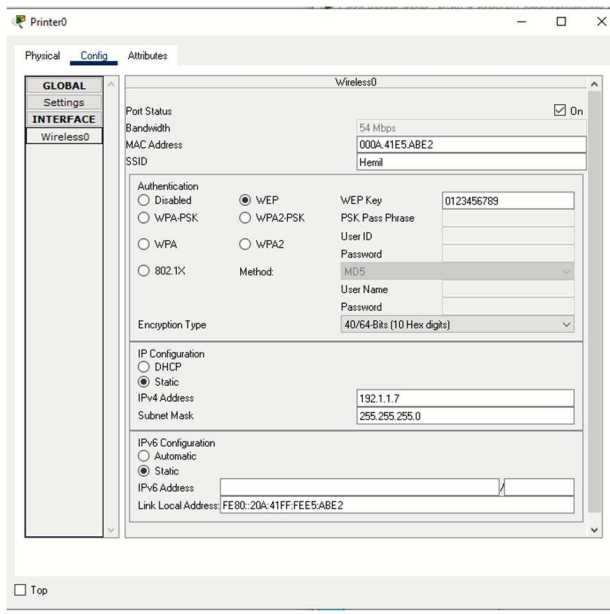 Printer0
Physical Config Attributes
GLOBAL
Settings
INTERFACE
Wireless0
Wireless0
Port Status On
Bandwidth 54 Mbps
MAC Address 000A.41E5.ABE2
SSID Hemil
Authentication
Disabled WEP WEP Key 0123456789
WPA-PSK WPA2-PSK PSK Pass Phrase
User ID
WPA WPA2
Password
802.1X Method: MD5
User Name
Password
Encryption Type 40/64-Bits (10 Hex digits)
IP Configuration
DHCP
Static
IPv4 Address 192.1.1.7
Subnet Mask 255.255.255.0
IPv6 Configuration
Automatic
Static
IPv6 Address /
Link Local Address: FE80::20A:41FF:FEE5:ABE2
Top